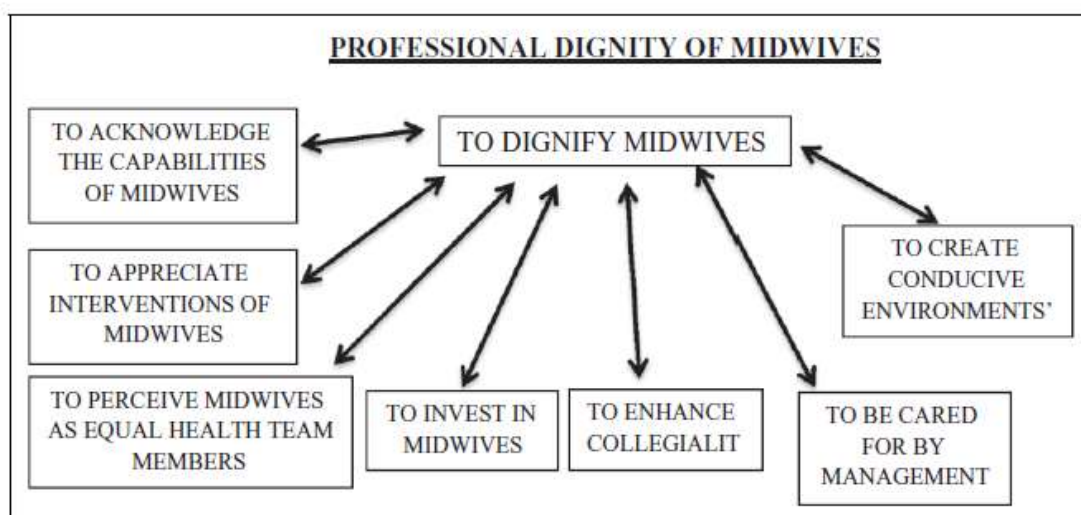 PROFESSIONAL DIGNITY OF MIDWIVES
TO ACKNOWLEDGE
THE CAPABILITIES
OF MIDWIVES
TO DIGNIFY MIDWIVES
TO APPRECIATE
INTERVENTIONS OF
MIDWIVES
TO CREATE
CONDUCIVE
ENVIRONMENTS’
TO PERCEIVE MIDWIVES
AS EQUAL HEALTH TEAM
MEMBERS
TO INVEST IN
MIDWIVES
TO ENHANCE
COLLEGIALIT
TO BE CARED
FOR BY
MANAGEMENT